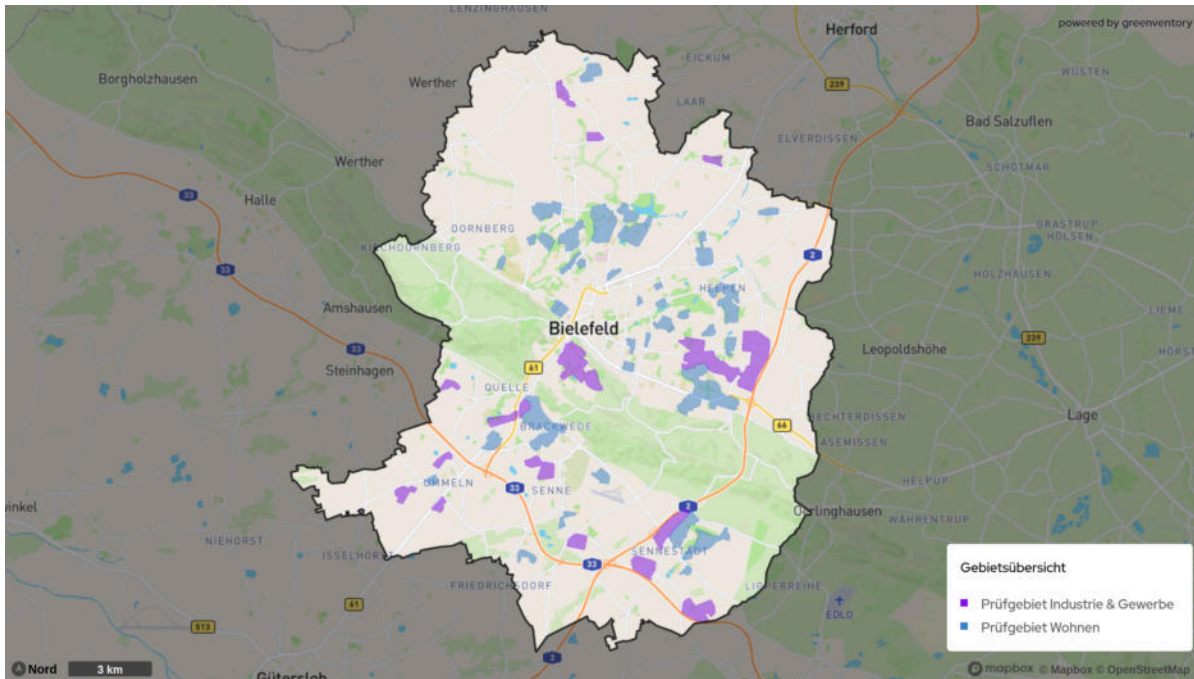 LENZINGHAUSEN
Herford
powered by greenventory
EICKUM
WÜSTEN
Borgholzhausen
Werther
239
LAAR
Bad Salzuflen
ELVERDISSEN
Werther
SCHÖTMAR
33
Halle
DORNBERG
GRASTRUP-
HÖLSEN
KIRCHDORNBERG
2
33
HOLZHAUSEN
HEEPEN
Amshausen
LIEME
Bielefeld
239
33
Leopoldshöhe
HÖRST
Steinhagen
61
QUELLE
BECHTERDISSEN
Lage
BRACKWEDE
66
ASEMISSEN
UMMELN
33
SENNE
HELPUP
winkel
2
Oerlinghausen
WÄHRENTRUP
NIEHORST
ISSELHORST
SENNESTADT
33
FRIEDRICHSDORF
LIPPERREIHE
Gebietsübersicht
61
EDLO
Prüfgebiet Industrie & Gewerbe
513
Prüfgebiet Wohnen
2
Nord
3 km
Gütersloh
mapbox
© Mapbox © OpenStreetMap